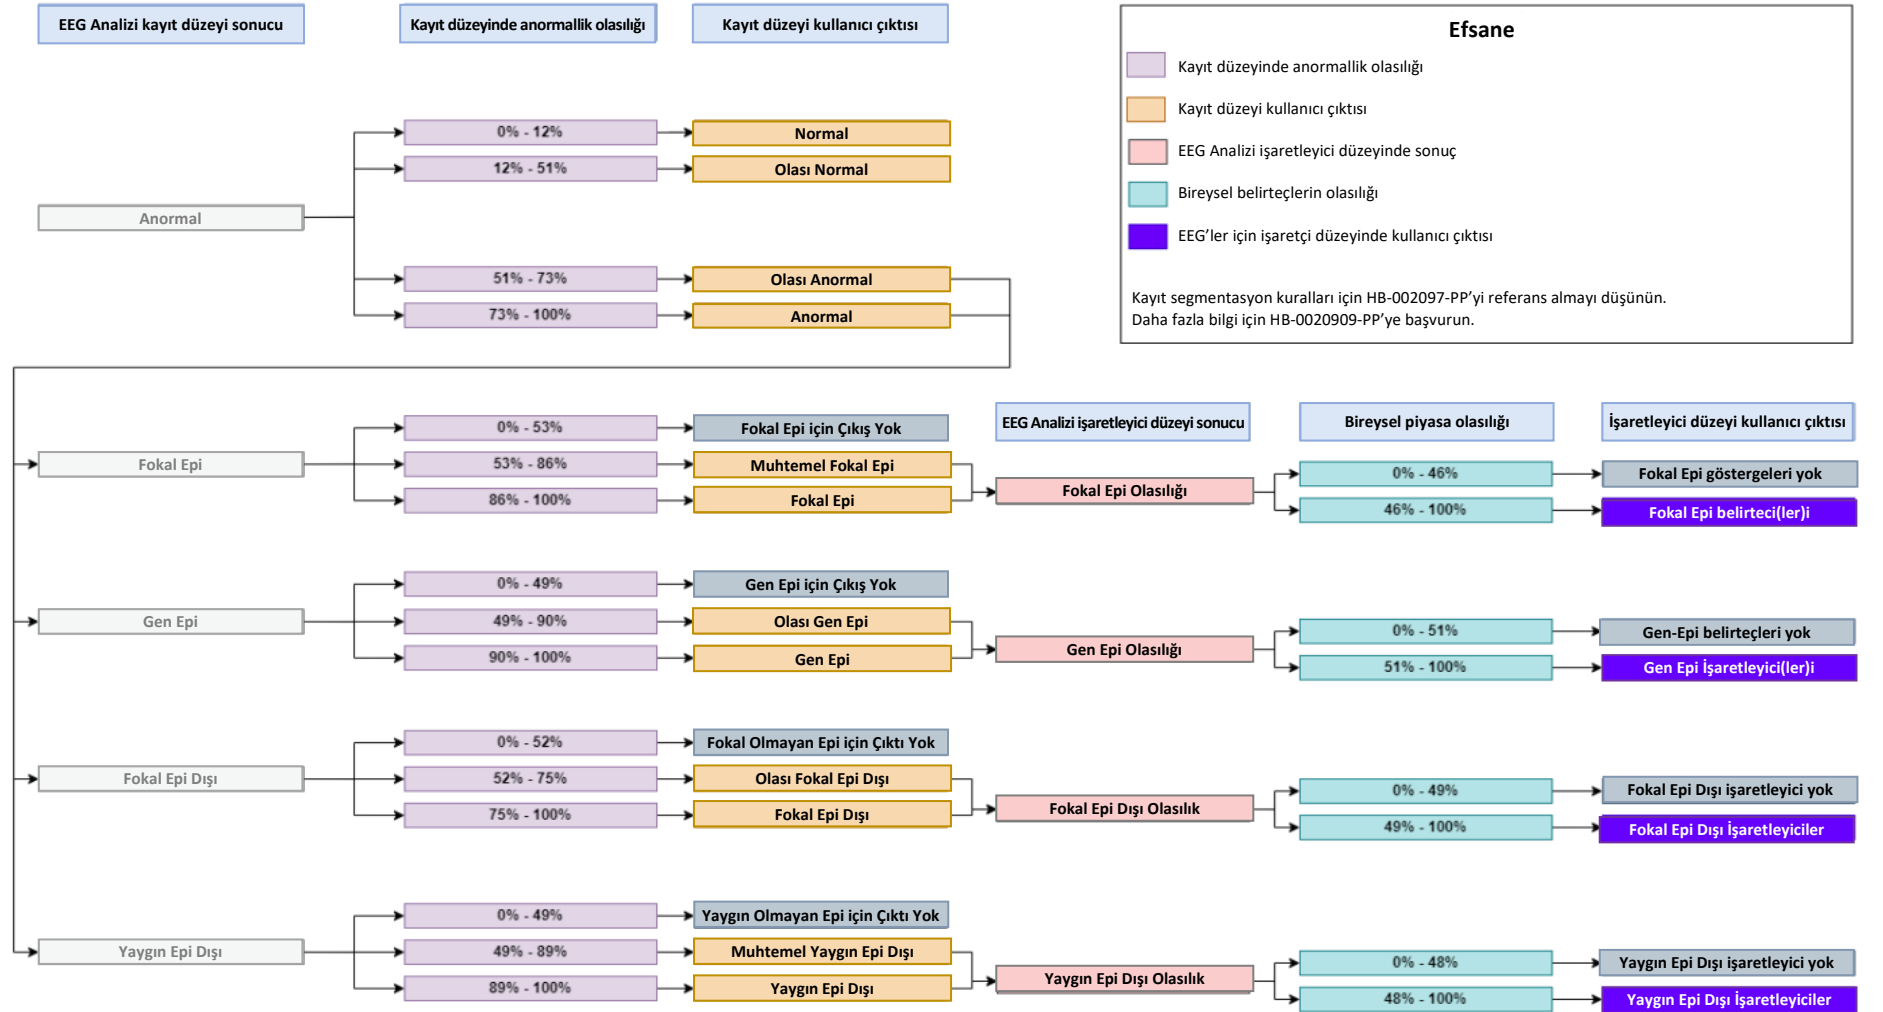 EEG Analizi kayıt düzeyi sonucu
Kayıt düzeyinde anormallik olasılığı
Kayıt düzeyi kullanıcı çıktısı
Efsane
Kayıt düzeyinde anormallik olasılığı
Kayıt düzeyi kullanıcı çıktısı
EEG Analizi işaretleyici düzeyinde sonuç
Bireysel belirteçlerin olasılığı
EEG’ler için işaretçi düzeyinde kullanıcı çıktısı
Kayıt segmentasyon kuralları için HB-002097-PP’yi referans almayı düşünün.
Daha fazla bilgi için HB-0020909-PP’ye başvurun.
Anormal
0% - 12%
Normal
12% - 51%
Olası Normal
51% - 73%
Olası Anormal
73% - 100%
Anormal
EEG Analizi işaretleyici düzeyi sonucu
Bireysel piyasa olasılığı
İşaretleyici düzeyi kullanıcı çıktısı
Fokal Epi
0% - 53%
Fokal Epi için Çıkış Yok
53% - 86%
Muhtemel Fokal Epi
86% - 100%
Fokal Epi
Fokal Epi Olasılığı
0% - 46%
Fokal Epi göstergeleri yok
46% - 100%
Fokal Epi belirteci(ler)i
Gen Epi
0% - 49%
Gen Epi için Çıkış Yok
49% - 90%
Olası Gen Epi
90% - 100%
Gen Epi
Gen Epi Olasılığı
0% - 51%
Gen-Epi belirteçleri yok
51% - 100%
Gen Epi İşaretleyici(ler)i
Fokal Epi Dışı
0% - 52%
Fokal Olmayan Epi için Çıktı Yok
52% - 75%
Olası Fokal Epi Dışı
75% - 100%
Fokal Epi Dışı
Fokal Epi Dışı Olasılık
0% - 49%
Fokal Epi Dışı işaretleyici yok
49% - 100%
Fokal Epi Dışı İşaretleyiciler
Yaygın Epi Dışı
0% - 49%
Yaygın Olmayan Epi için Çıktı Yok
49% - 89%
Muhtemel Yaygın Epi Dışı
89% - 100%
Yaygın Epi Dışı
Yaygın Epi Dışı Olasılık
0% - 48%
Yaygın Epi Dışı işaretleyici yok
48% - 100%
Yaygın Epi Dışı İşaretleyiciler